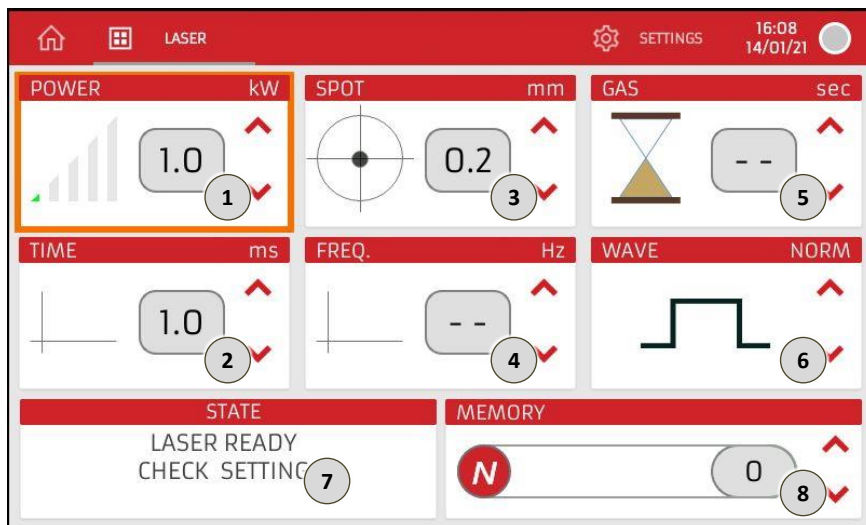 LASER
SETTINGS
16:08
14/01/21
POWER kW
1.0
1
SPOT mm
0.2
3
GAS sec
- -
5
TIME ms
1.0
2
FREQ. Hz
- -
4
WAVE NORM
6
STATE
LASER READY
CHECK SETTING
7
MEMORY
N
0
8